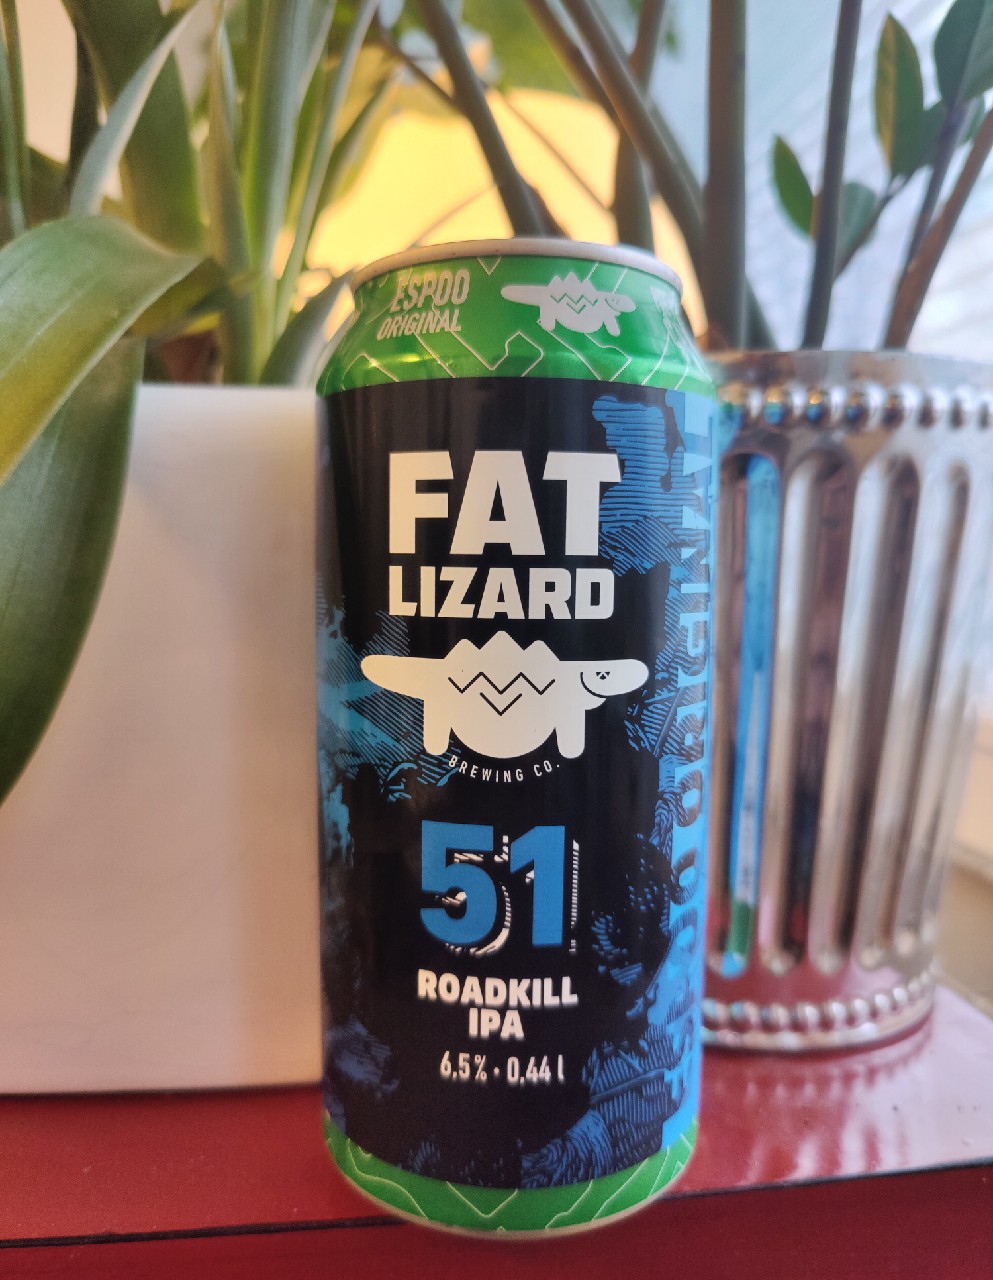 ESPOO
ORIGINAL
FAT
LIZARD
BREWING CO.
51
ROADKILL
IPA
6,5% · 0,44 l